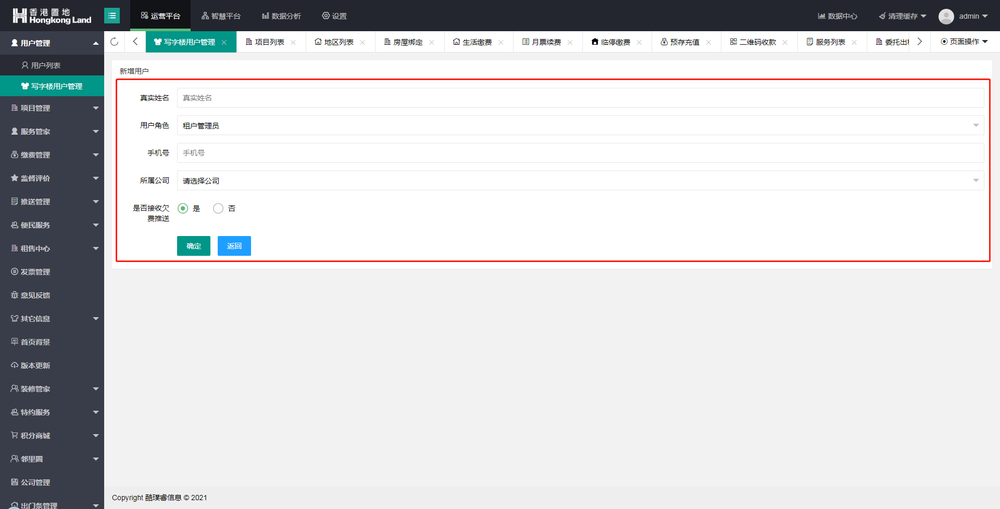 香港置地
Hongkong Land
运营平台
智慧平台
数据分析
设置
数据中心
清理缓存
admin
用户管理
用户列表
写字楼用户管理
项目管理
服务管家
缴费管理
监督评价
推送管理
便民服务
租售中心
发票管理
意见反馈
其它信息
首页背景
版本更新
装修管家
特约服务
积分商城
邻里圈
公司管理
出门条管理
写字楼用户管理
项目列表
地区列表
房屋绑定
生活缴费
月票续费
临停缴费
预存充值
二维码收款
服务列表
委托出
页面操作
新增用户
真实姓名
真实姓名
用户角色
租户管理员
手机号
手机号
所属公司
请选择公司
是否接收欠
费推送
是
否
确定
返回
Copyright 酷璞睿信息 © 2021